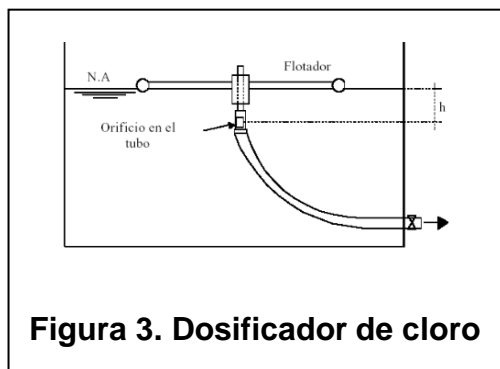 N.A
Flotador
h
Orificio en el
tubo
Figura 3. Dosificador de cloro